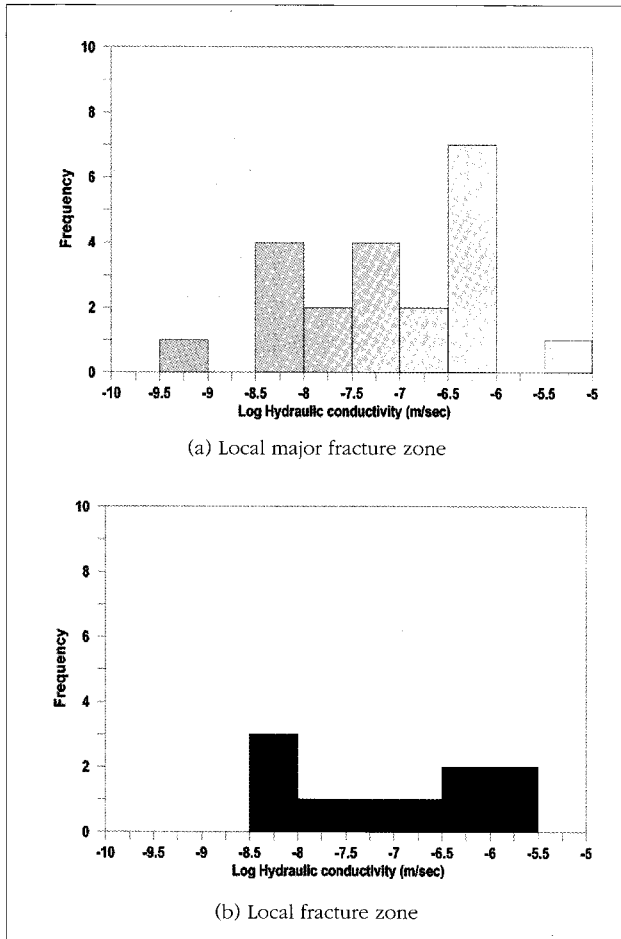 10
8
6
4
2
0
Frequency
-10 -9.5 -9 -8.5 -8 -7.5 -7 -6.5 -6 -5.5 -5
Log Hydraulic conductivity (m/sec)
(a) Local major fracture zone
10
8
6
4
2
0
Frequency
-10 -9.5 -9 -8.5 -8 -7.5 -7 -6.5 -6 -5.5 -5
Log Hydraulic conductivity (m/sec)
(b) Local fracture zone